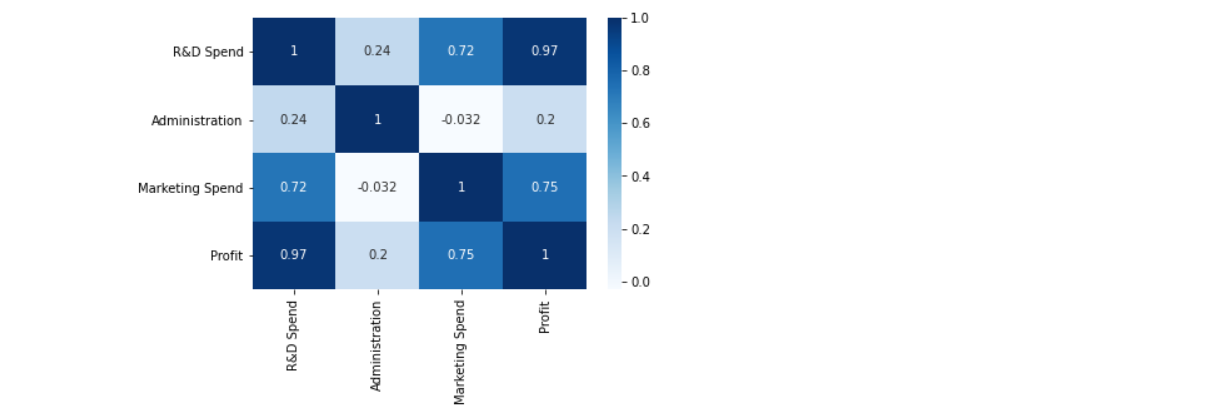 R&D Spend 1 0.24 0.72 0.97
Administration 0.24 1 -0.032 0.2
Marketing Spend 0.72 -0.032 1 0.75
Profit 0.97 0.2 0.75 1
R&D Spend
Administration
Marketing Spend
Profit
1.0
0.8
0.6
0.4
0.2
0.0